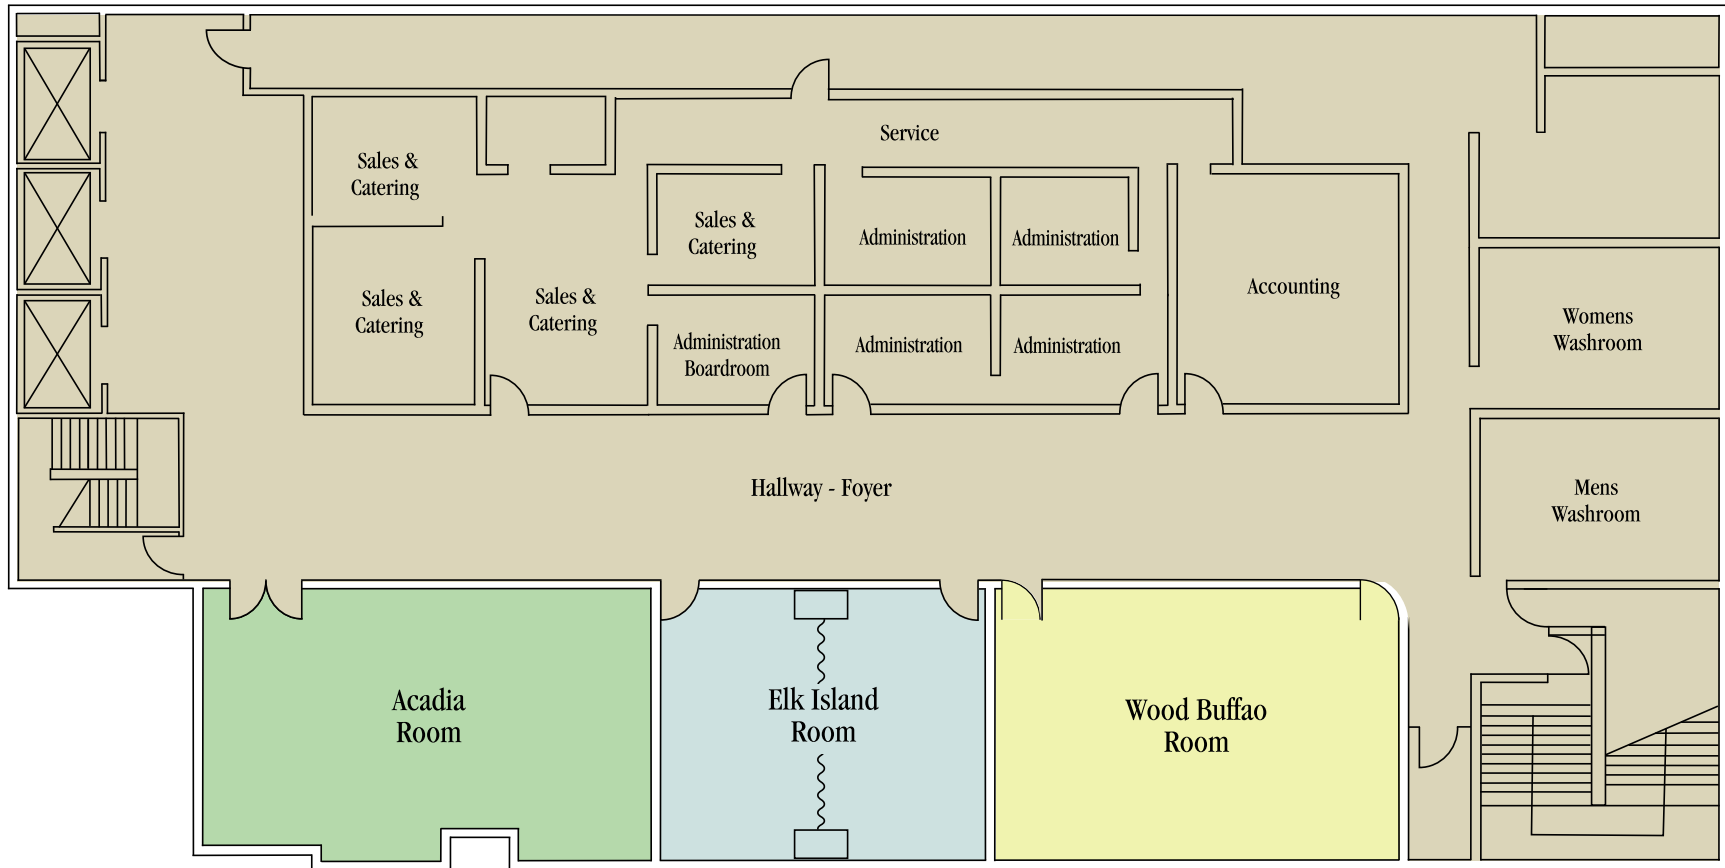 Service
Sales &
Catering
Sales &
Catering
Administration
Administration
Sales &
Catering
Sales &
Catering
Accounting
Administration
Boardroom
Administration
Administration
Womens
Washroom
Hallway - Foyer
Mens
Washroom
Acadia
Room
Elk Island
Room
Wood Buffao
Room